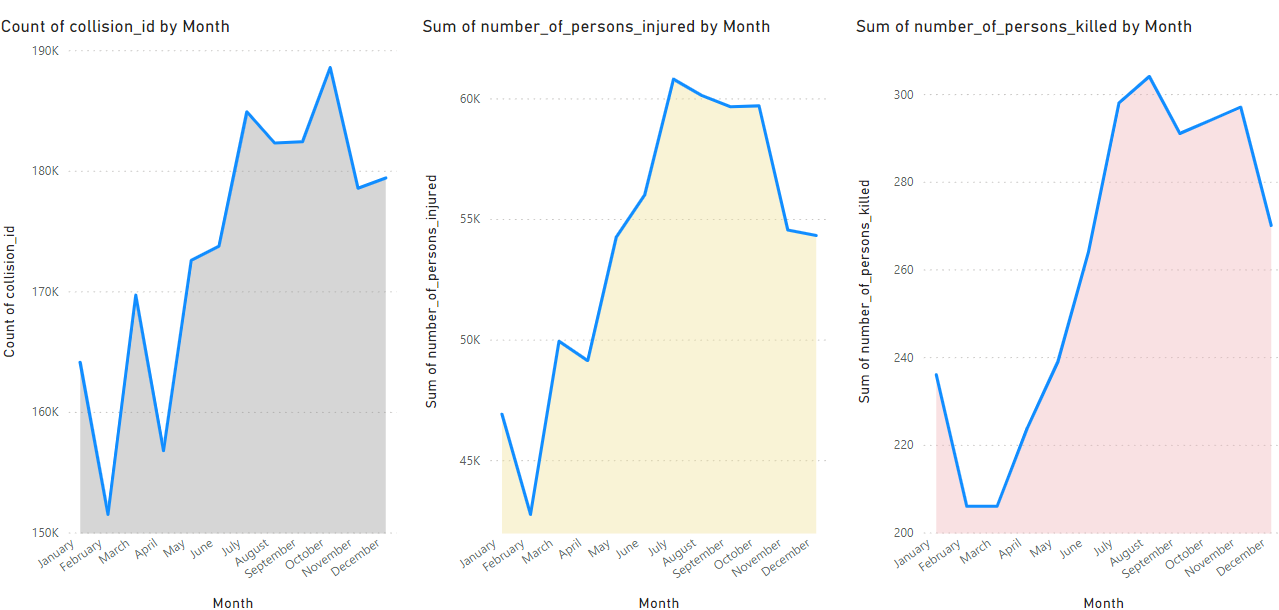 Count of collision_id by Month
190K
180K
170K
160K
150K
Count of collision_id
January
February
March
April
May
June
July
August
September
October
November
December
Month
Sum of number_of_persons_injured by Month
60K
55K
50K
45K
Sum of number_of_persons_injured
January
February
March
April
May
June
July
August
September
October
November
December
Month
Sum of number_of_persons_killed by Month
300
280
260
240
220
200
Sum of number_of_persons_killed
January
February
March
April
May
June
July
August
September
October
November
December
Month